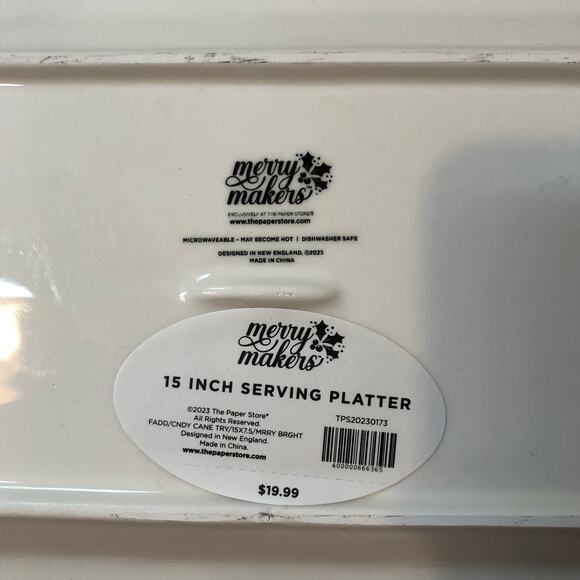 merry
makers
EXCLUSIVELY AT THE PAPER STORE®
www.thepaperstore.com
MICROWAVEABLE - MAY BECOME HOT | DISHWASHER SAFE
DESIGNED IN NEW ENGLAND, ©2023
MADE IN CHINA
merry
makers
15 INCH SERVING PLATTER
©2023 The Paper Store®
All Rights Reserved.
FADD/CNDY CANE TRY/15X7.5/MRRY BRGHT
Designed in New England.
Made in China.
www.thepaperstore.com
TPS20230173
400000666365
$19.99